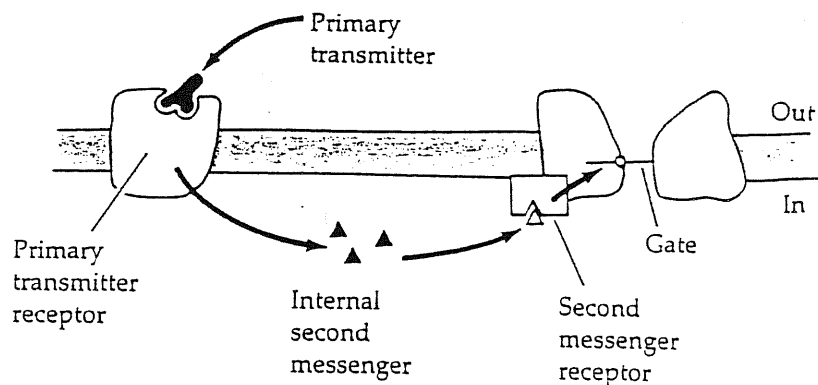 Primary
transmitter
Out
In
Gate
Primary
transmitter
receptor
Internal
second
messenger
Second
messenger
receptor